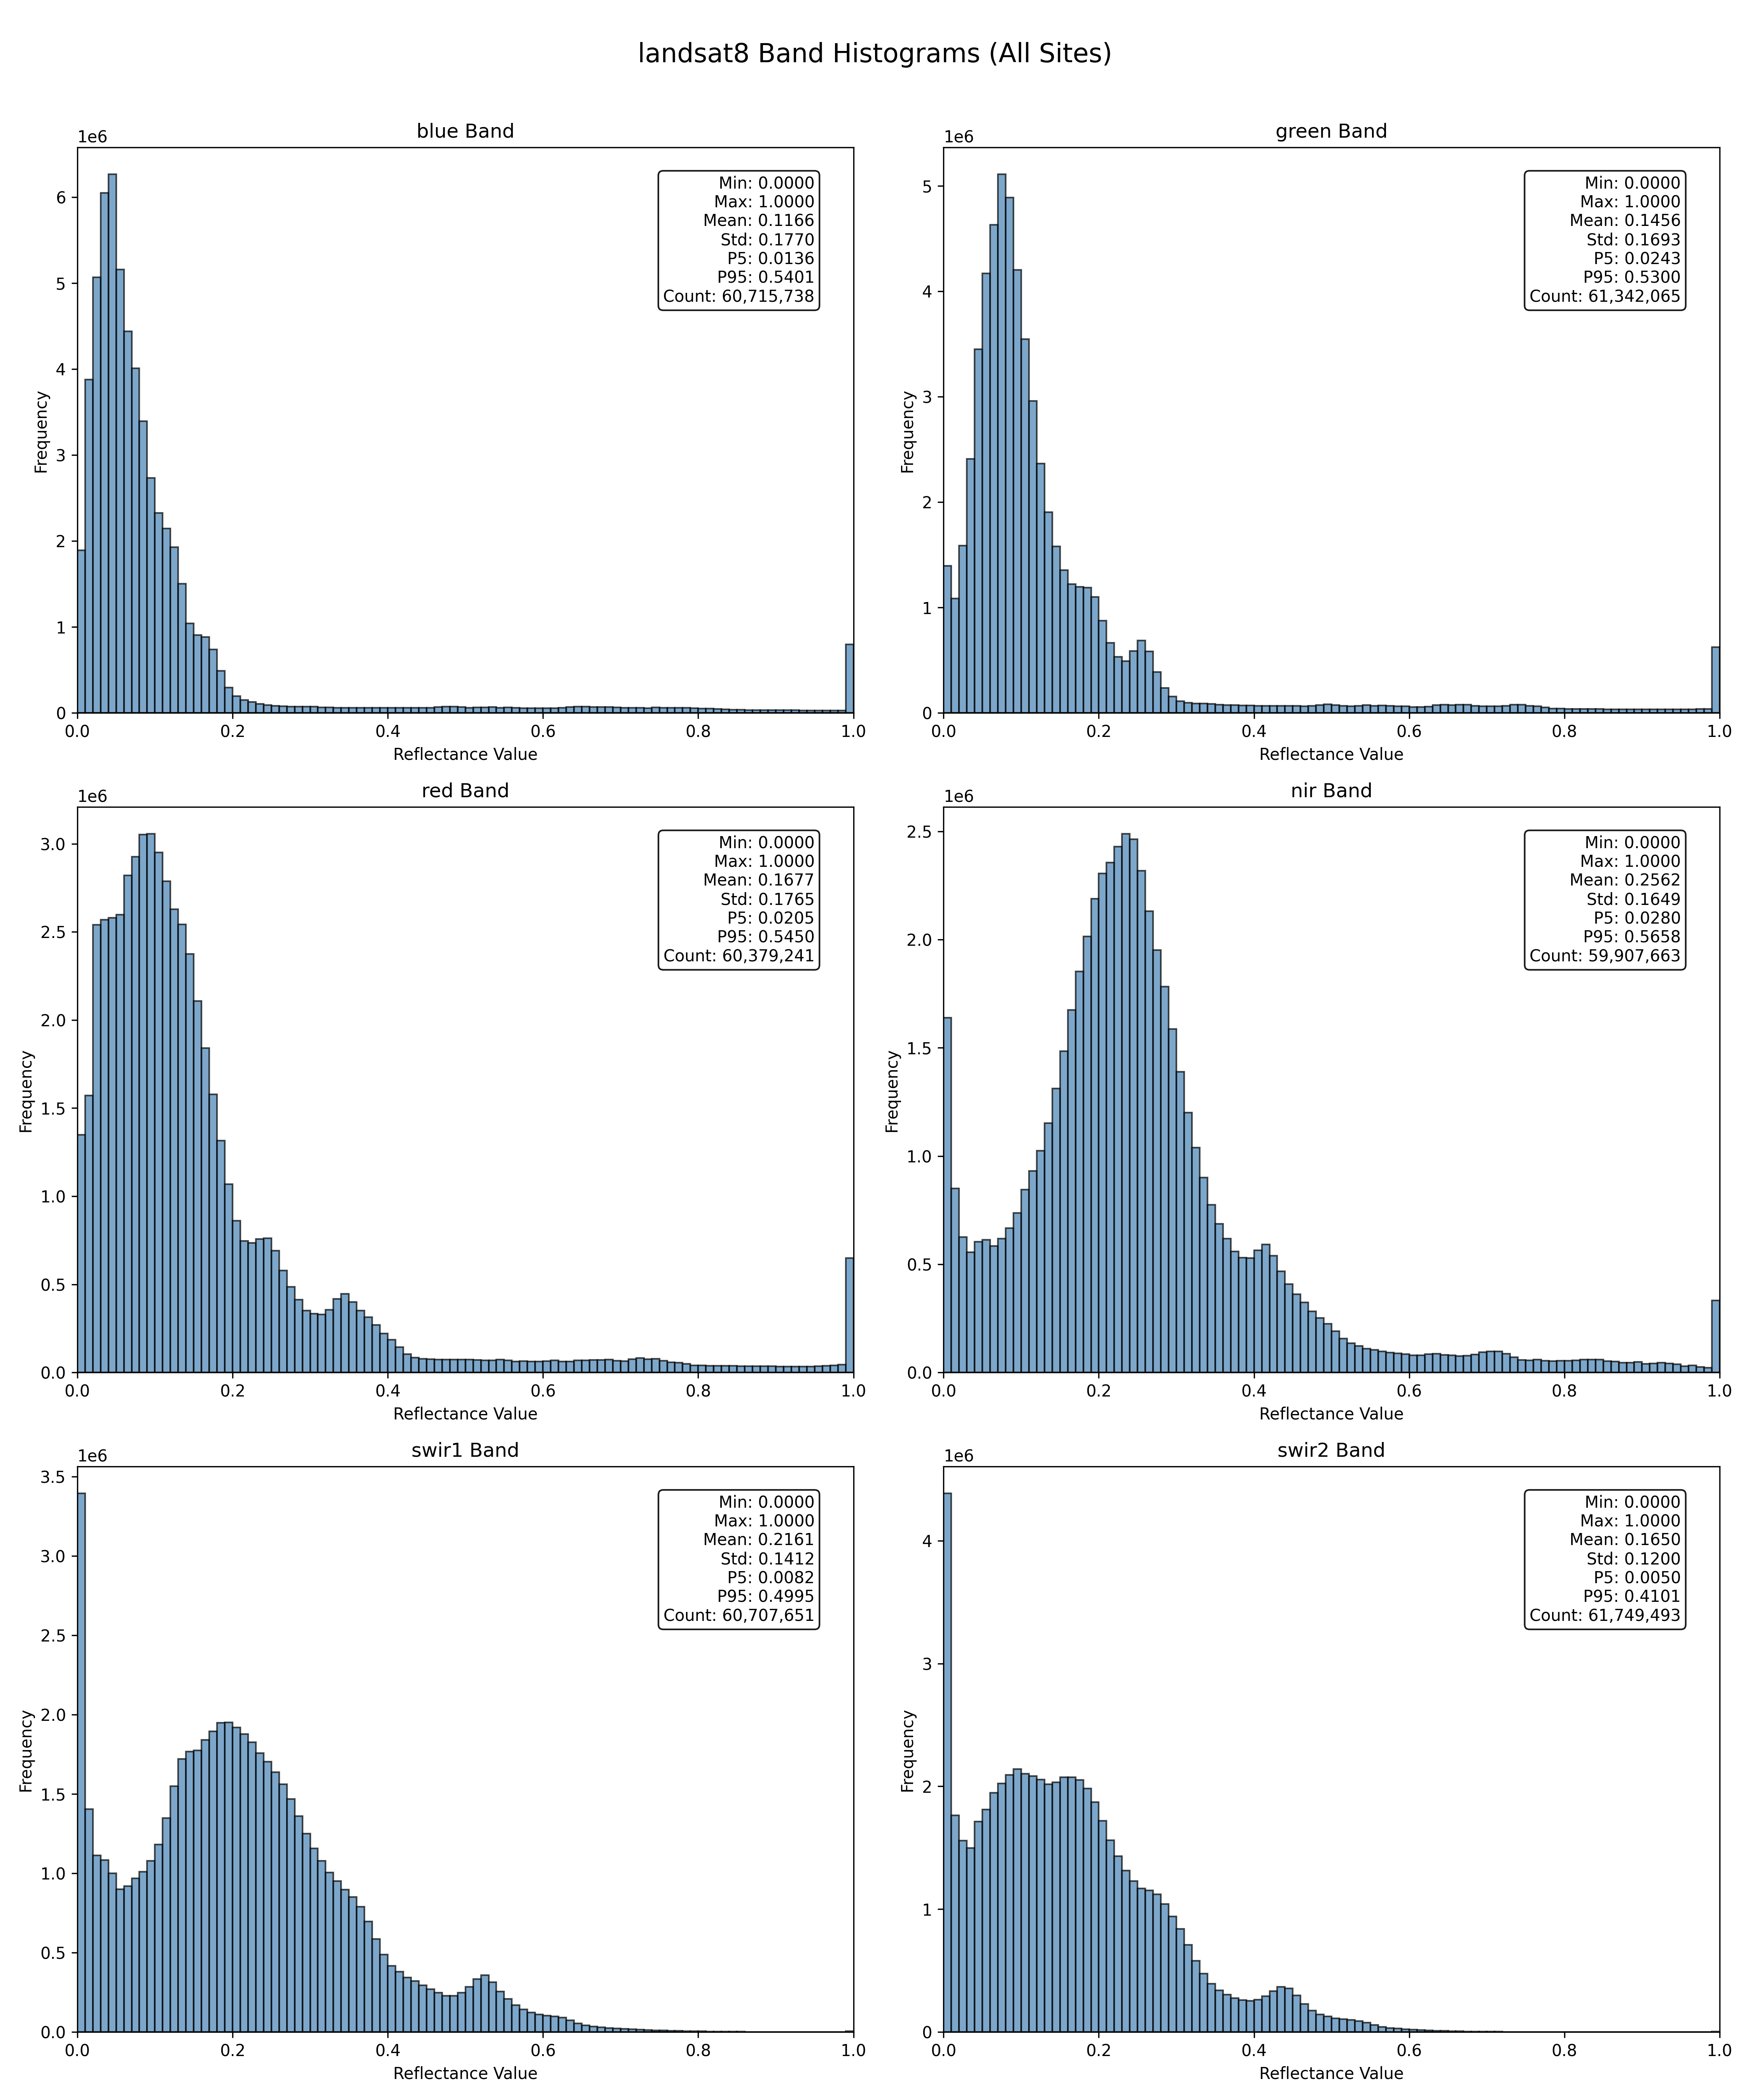 landsat8 Band Histograms (All Sites)
blue Band
1e6
Frequency
6
5
4
3
2
1
0
0.0 0.2 0.4 0.6 0.8 1.0
Reflectance Value
Min: 0.0000
Max: 1.0000
Mean: 0.1166
Std: 0.1770
P5: 0.0136
P95: 0.5401
Count: 60,715,738
green Band
1e6
Frequency
5
4
3
2
1
0
0.0 0.2 0.4 0.6 0.8 1.0
Reflectance Value
Min: 0.0000
Max: 1.0000
Mean: 0.1456
Std: 0.1693
P5: 0.0243
P95: 0.5300
Count: 61,342,065
red Band
1e6
Frequency
3.0
2.5
2.0
1.5
1.0
0.5
0.0
0.0 0.2 0.4 0.6 0.8 1.0
Reflectance Value
Min: 0.0000
Max: 1.0000
Mean: 0.1677
Std: 0.1765
P5: 0.0205
P95: 0.5450
Count: 60,379,241
nir Band
1e6
Frequency
2.5
2.0
1.5
1.0
0.5
0.0
0.0 0.2 0.4 0.6 0.8 1.0
Reflectance Value
Min: 0.0000
Max: 1.0000
Mean: 0.2562
Std: 0.1649
P5: 0.0280
P95: 0.5658
Count: 59,907,663
swir1 Band
1e6
Frequency
3.5
3.0
2.5
2.0
1.5
1.0
0.5
0.0
0.0 0.2 0.4 0.6 0.8 1.0
Reflectance Value
Min: 0.0000
Max: 1.0000
Mean: 0.2161
Std: 0.1412
P5: 0.0082
P95: 0.4995
Count: 60,707,651
swir2 Band
1e6
Frequency
4
3
2
1
0
0.0 0.2 0.4 0.6 0.8 1.0
Reflectance Value
Min: 0.0000
Max: 1.0000
Mean: 0.1650
Std: 0.1200
P5: 0.0050
P95: 0.4101
Count: 61,749,493